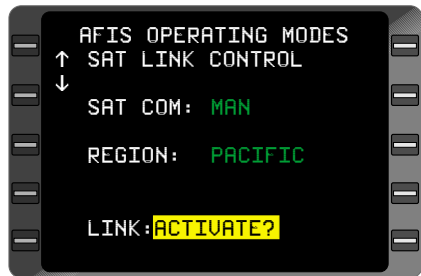 AFIS OPERATING MODES
↑ SAT LINK CONTROL
↓
SAT COM: MAN
REGION: PACIFIC
LINK:ACTIVATE?